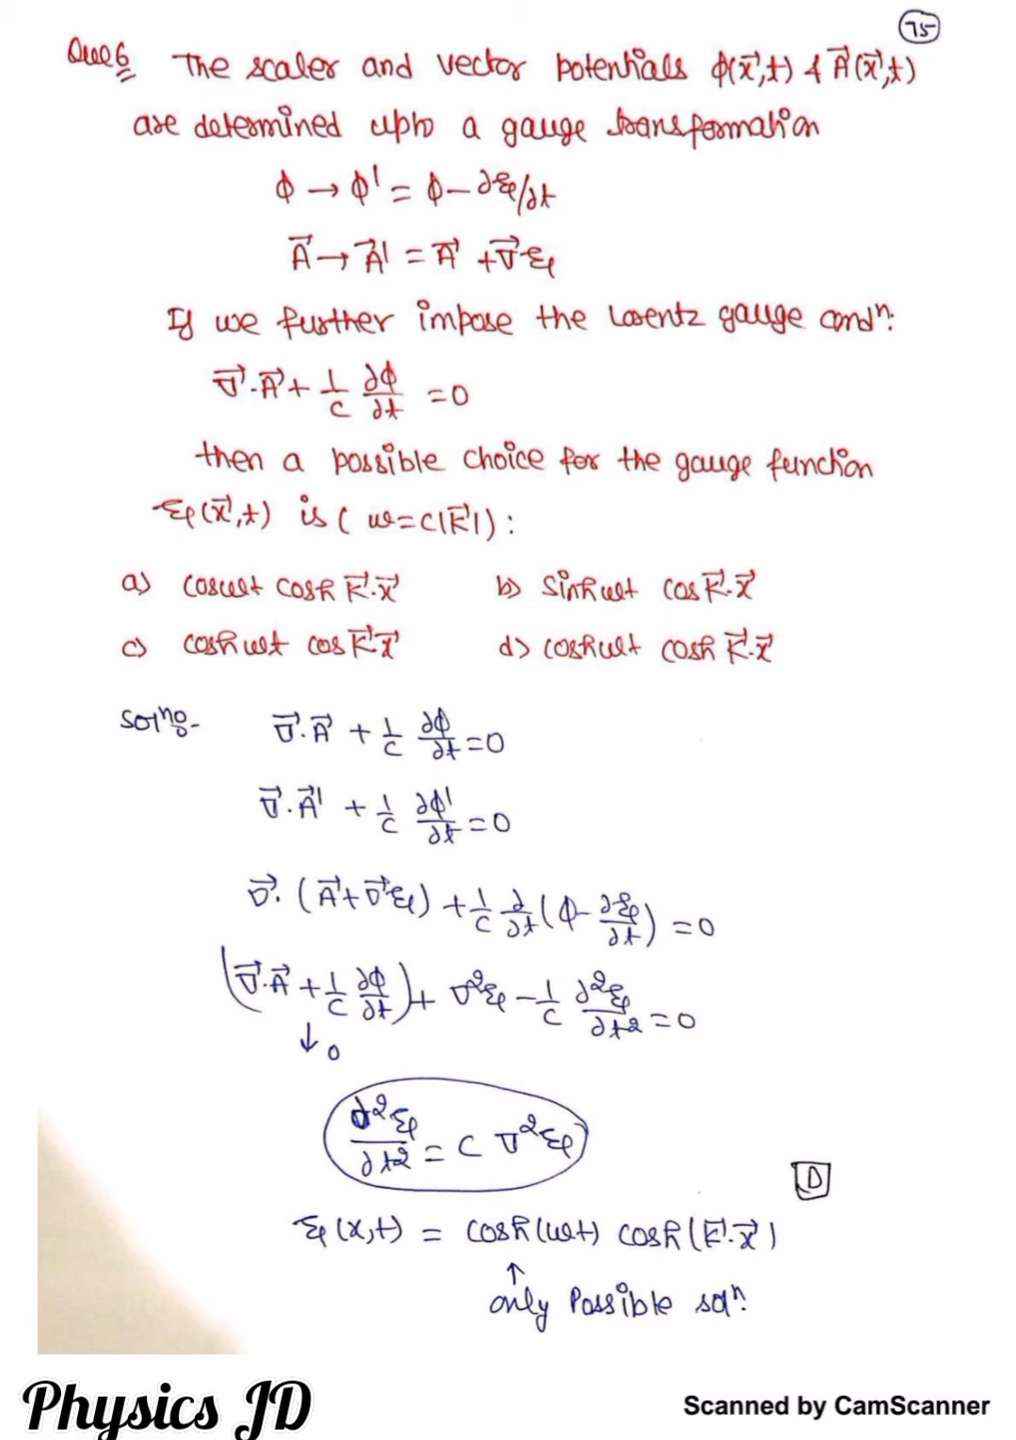 75
Que 6 The scaler and vector potentials ϕ(x⃗,t) & A⃗(x⃗,t)
are determined upto a gauge transformation
ϕ → ϕ' = ϕ - ∂ξ/∂t
A⃗ → A⃗' = A⃗ + ∇⃗ξ
If we further impose the Lorentz gauge condⁿ:
∇⃗.A⃗ + 1/c ∂ϕ/∂t = 0
then a possible choice for the gauge function
ξ(x⃗,t) is ( ω = c|k⃗| ) :
a) cosωt cosh k⃗.x⃗ b) sinhωt cos k⃗.x⃗
c) coshωt cos k⃗.x⃗ d) coshωt cosh k⃗.x⃗
Solⁿ:- ∇⃗.A⃗ + 1/c ∂ϕ/∂t = 0
∇⃗.A⃗' + 1/c ∂ϕ'/∂t = 0
∇⃗.(A⃗ + ∇⃗ξ) + 1/c ∂/∂t (ϕ - ∂ξ/∂t) = 0
(∇⃗.A⃗ + 1/c ∂ϕ/∂t) + ∇²ξ - 1/c ∂²ξ/∂t² = 0
↓ 0
∂²ξ/∂t² = c ∇²ξ
D
ξ(x,t) = cosh(ωt) cosh(k⃗.x⃗)
↑
only Possible solⁿ.
Physics JD
Scanned by CamScanner